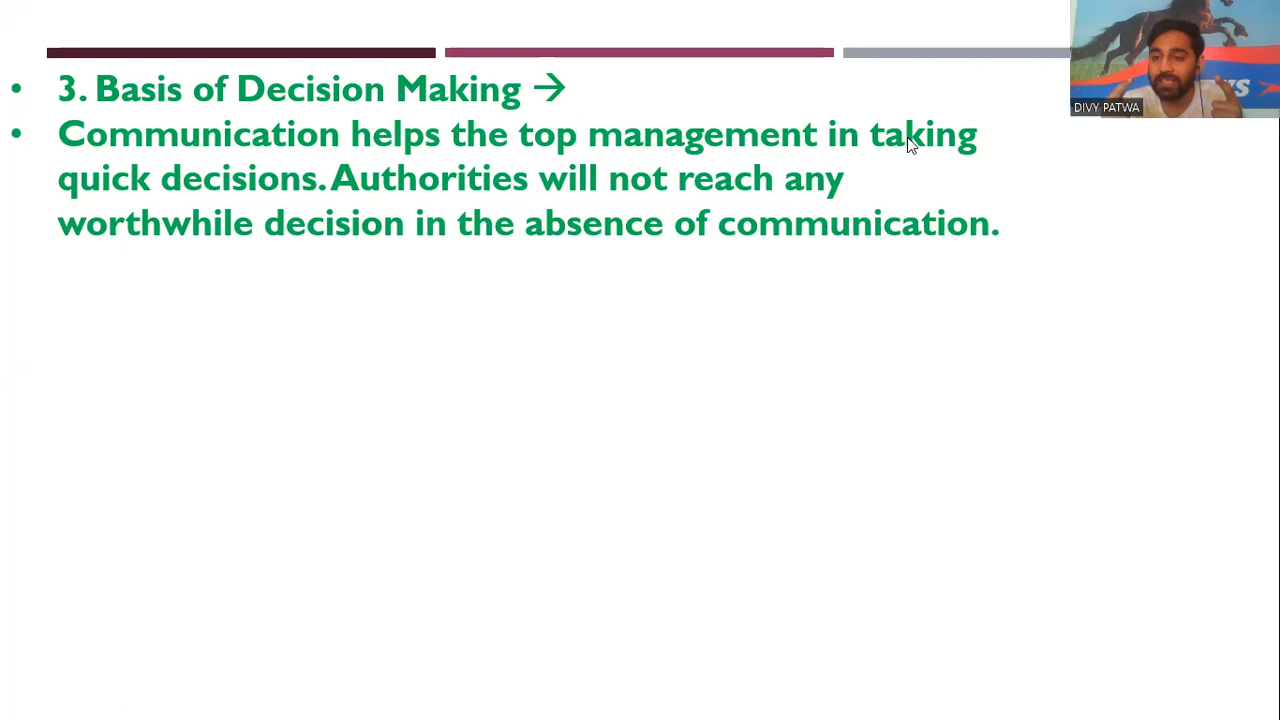 • 3. Basis of Decision Making →
• Communication helps the top management in taking
quick decisions. Authorities will not reach any
worthwhile decision in the absence of communication.
DIVY PATWA